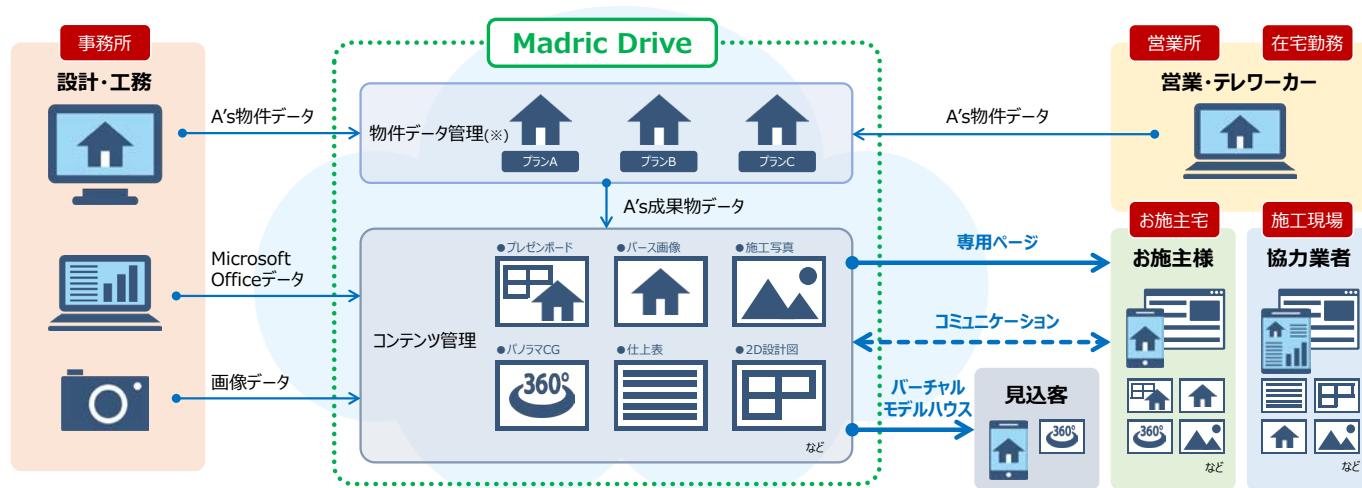 事務所
設計・工務
Madric Drive
営業所
在宅勤務
営業・テレワーカー
A's物件データ
物件データ管理(※)
プランA
プランB
プランC
A's物件データ
A's成果物データ
Microsoft
Officeデータ
画像データ
コンテンツ管理
●プレゼンボード
●パース画像
●施工写真
●パノラマCG
●仕上表
●2D設計図
360°
など
専用ページ
コミュニケーション
バーチャル
モデルハウス
見込客
360°
お施主宅
お施主様
360°
など
施工現場
協力業者
など